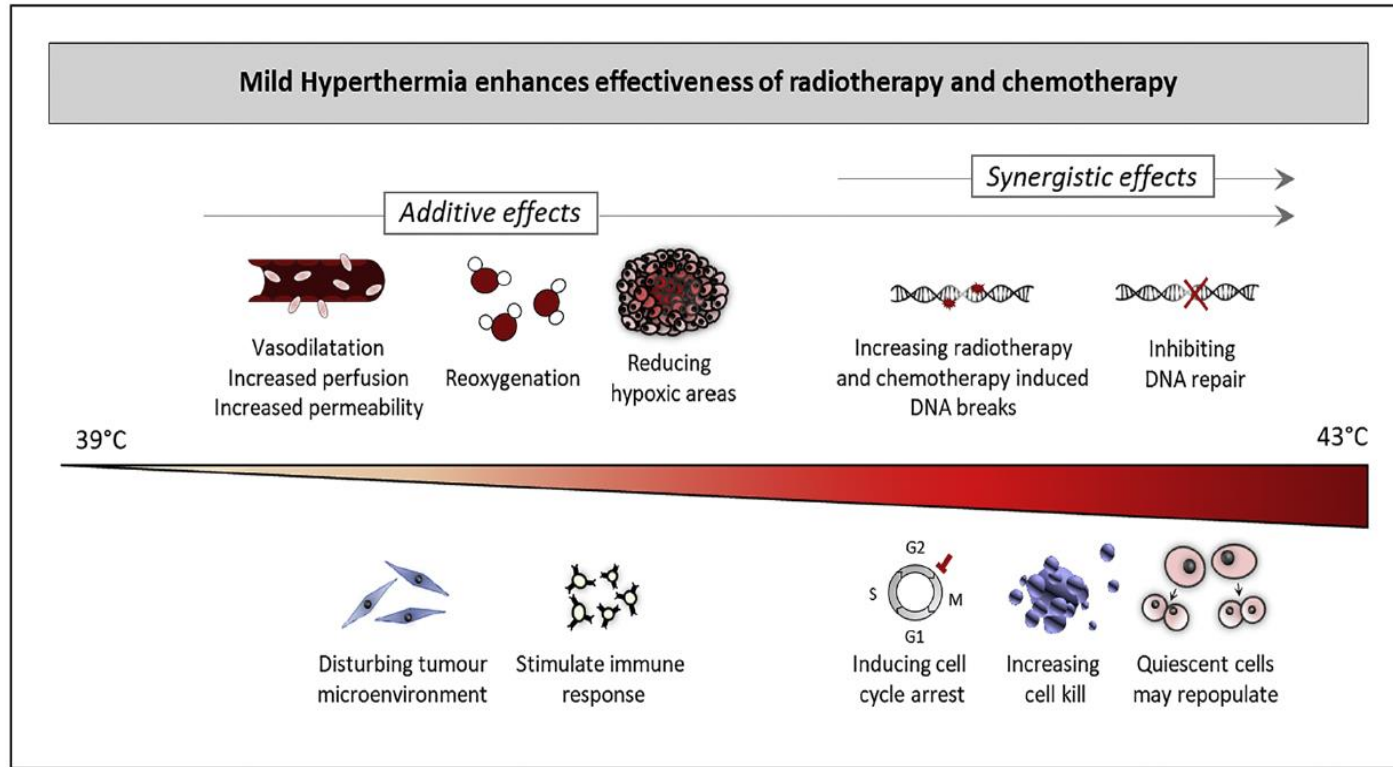 Mild Hyperthermia enhances effectiveness of radiotherapy and chemotherapy
Synergistic effects
Additive effects
Vasodilatation
Increased perfusion
Increased permeability
Reoxygenation
Reducing
hypoxic areas
Increasing radiotherapy
and chemotherapy induced
DNA breaks
Inhibiting
DNA repair
39°C
43°C
Disturbing tumour
microenvironment
Stimulate immune
response
G2
S
M
G1
Inducing cell
cycle arrest
Increasing
cell kill
Quiescent cells
may repopulate